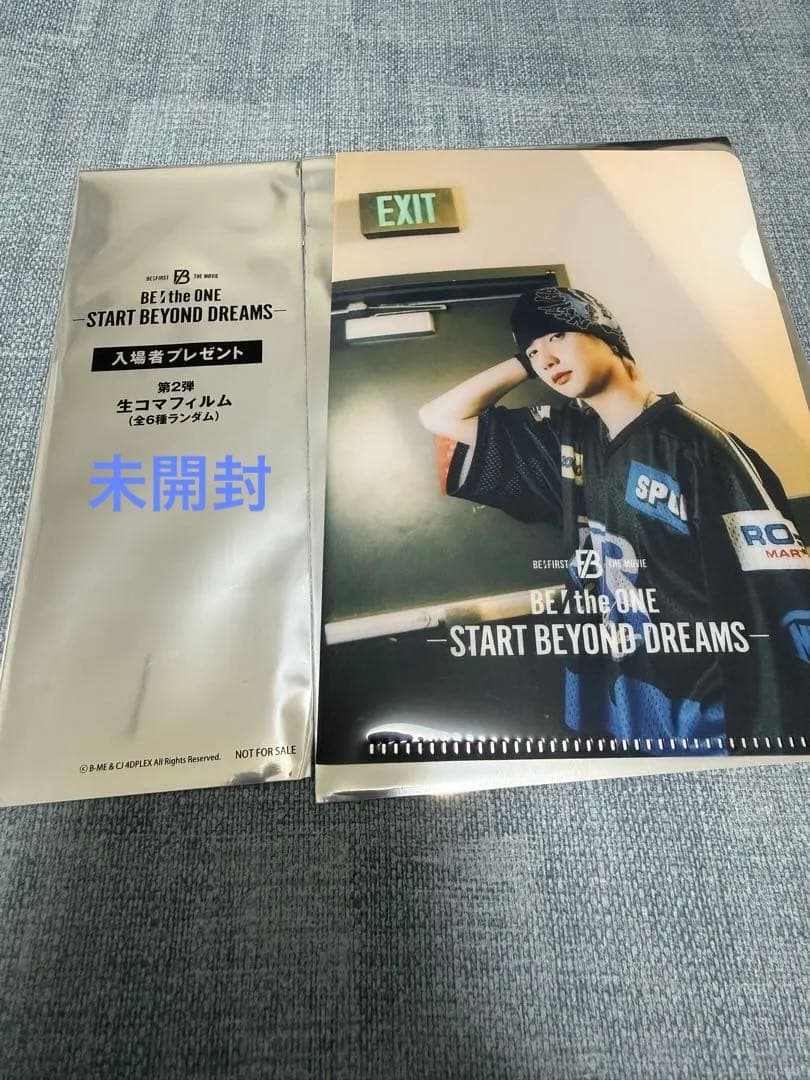 BE:FIRST THE MOVIE
BE:the ONE
-START BEYOND DREAMS-
入場者プレゼント
第2弾
生コマフィルム
(全6種ランダム)
未開封
© B-ME & CJ 4DPLEX All Rights Reserved. NOT FOR SALE
EXIT
SPL
RO
MAR
BE:FIRST THE MOVIE
BE:the ONE
-START BEYOND DREAMS-